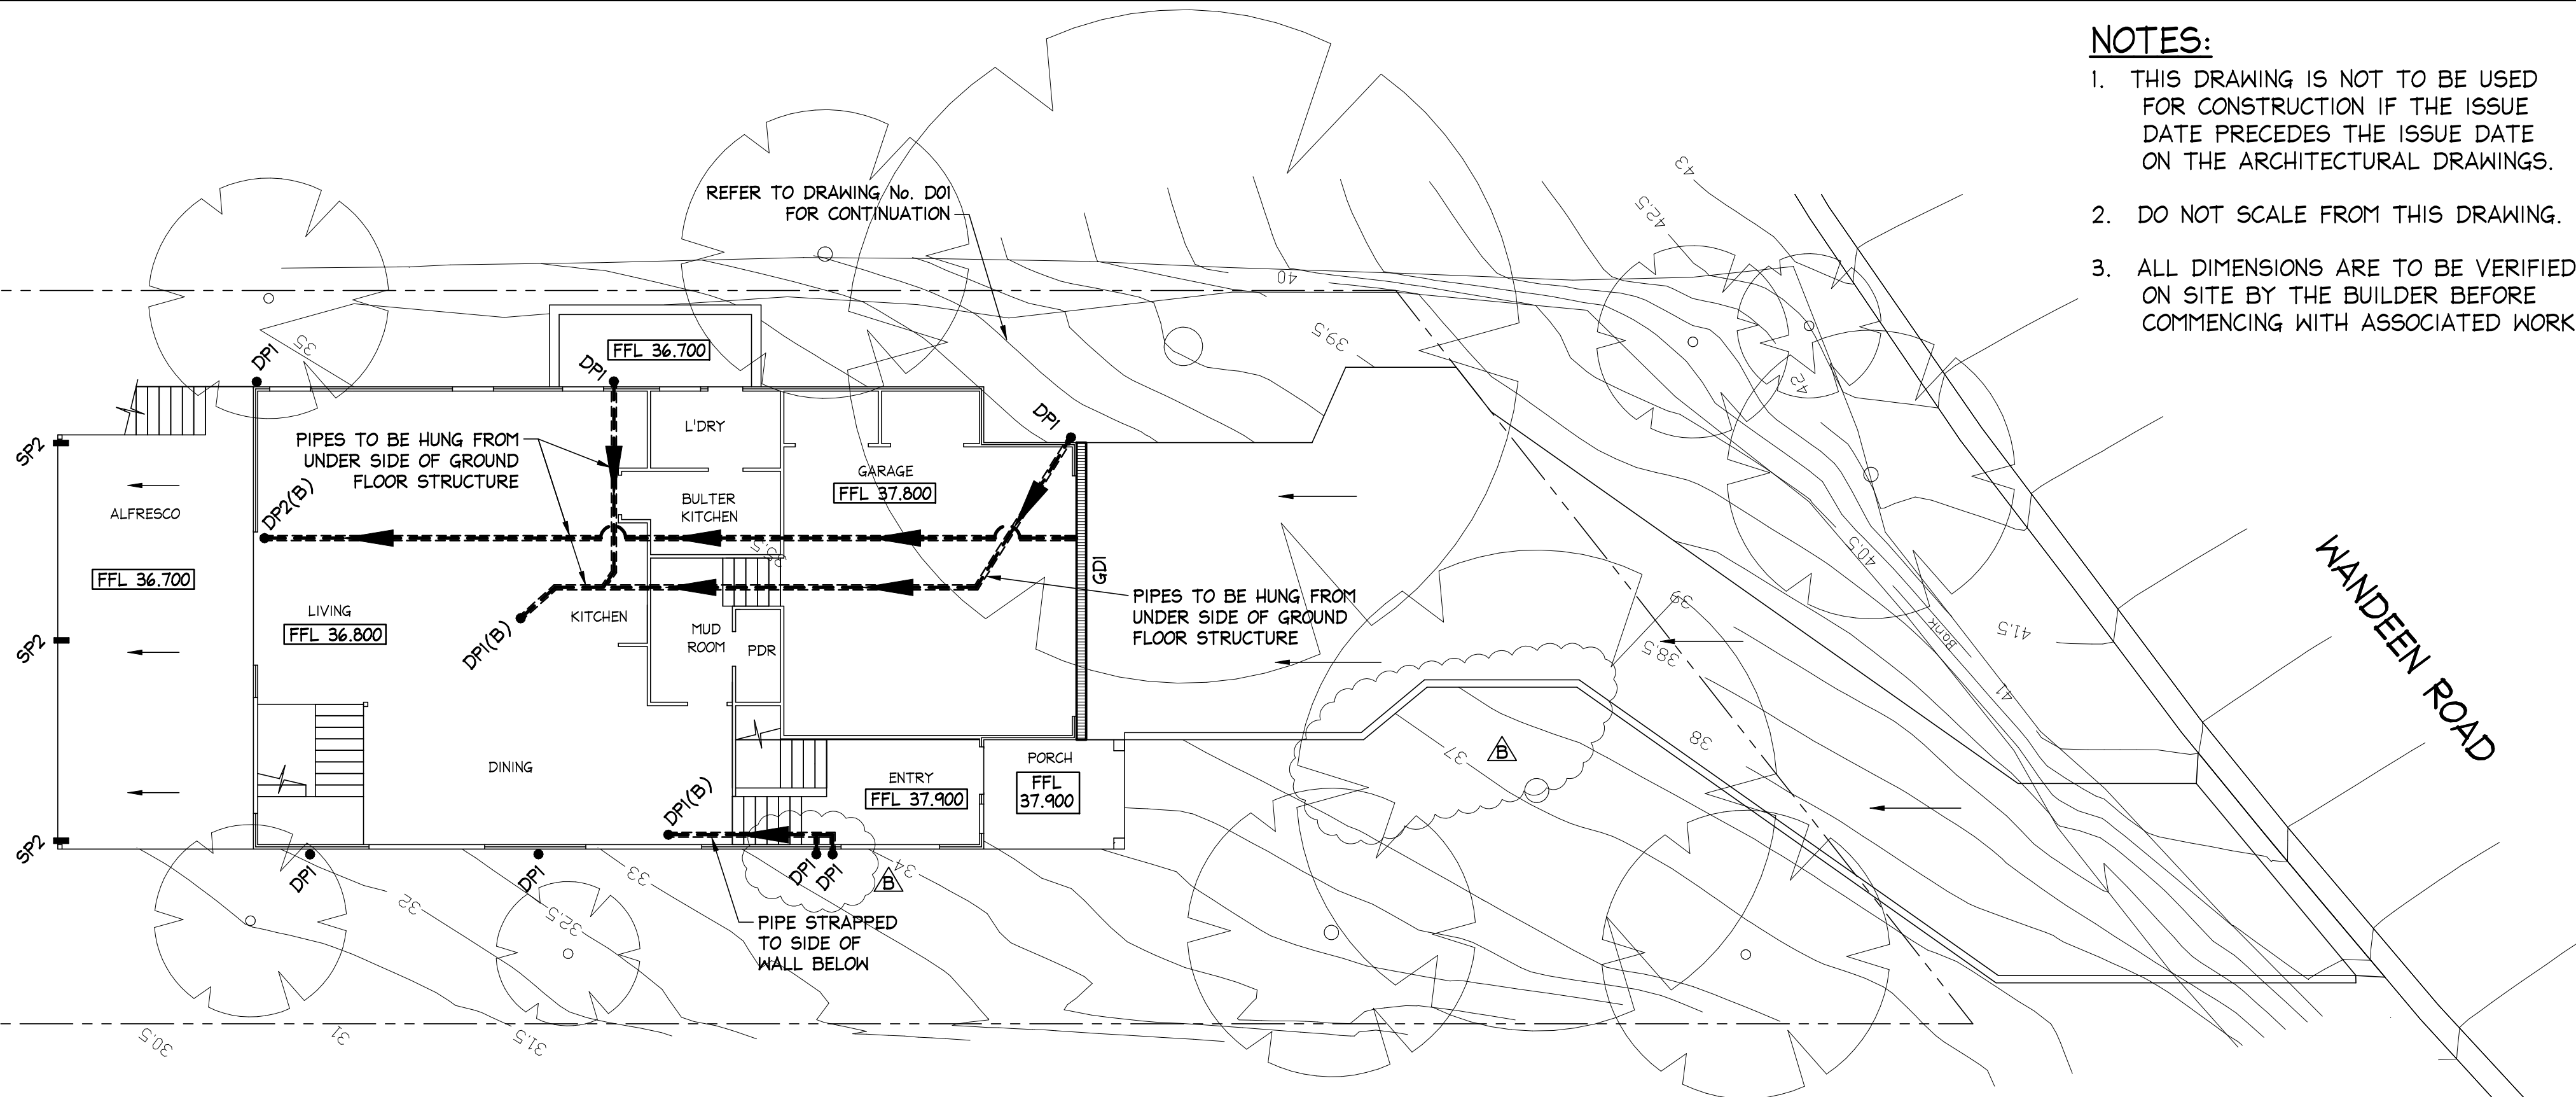 NOTES:
1. THIS DRAWING IS NOT TO BE USED
FOR CONSTRUCTION IF THE ISSUE
DATE PRECEDES THE ISSUE DATE
ON THE ARCHITECTURAL DRAWINGS.
2. DO NOT SCALE FROM THIS DRAWING.
3. ALL DIMENSIONS ARE TO BE VERIFIED
ON SITE BY THE BUILDER BEFORE
COMMENCING WITH ASSOCIATED WORK
REFER TO DRAWING No. D01
FOR CONTINUATION
43
42.5
40
39.5
42
35
DP1
DP1
FFL 36.700
DP1
SP2
PIPES TO BE HUNG FROM
UNDER SIDE OF GROUND
FLOOR STRUCTURE
L'DRY
GARAGE
FFL 37.800
BULTER
KITCHEN
ALFRESCO
DP2(B)
35.5
GD1
40.5
WANDEEN ROAD
FFL 36.700
LIVING
FFL 36.800
KITCHEN
DP1(B)
MUD
ROOM
PDR
PIPES TO BE HUNG FROM
UNDER SIDE OF GROUND
FLOOR STRUCTURE
39
38.5
Bank
41.5
41
SP2
38
37
B
DINING
PORCH
FFL
37.900
ENTRY
FFL 37.900
DP1(B)
SP2
DP1
DP1
DP1
DP1
B
34
33
32
32.5
PIPE STRAPPED
TO SIDE OF
WALL BELOW
30.5
31
31.5